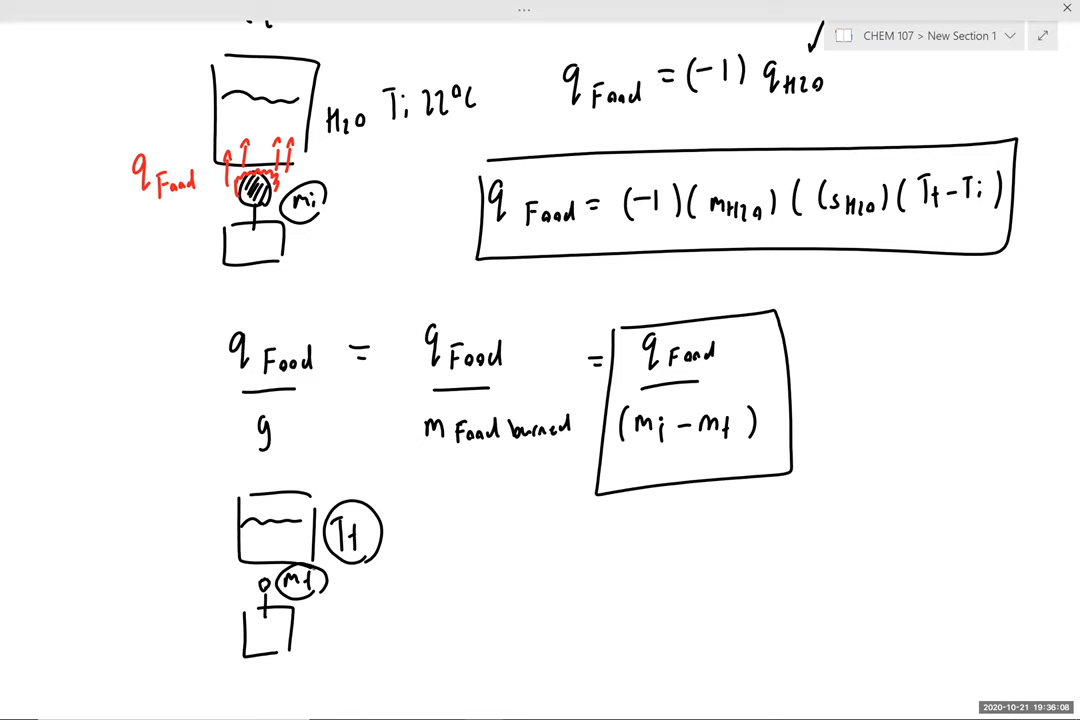 CHEM 107 > New Section 1
q Food = (-1) q H2O
H2O Ti 22°C
q Food
mi
q Food = (-1)(mH2O)((sH2O)(Tf-Ti)
q Food = q Food = q Food
g m Food burned (mi - mf)
Tf
mf
2020-10-21 19:36:08